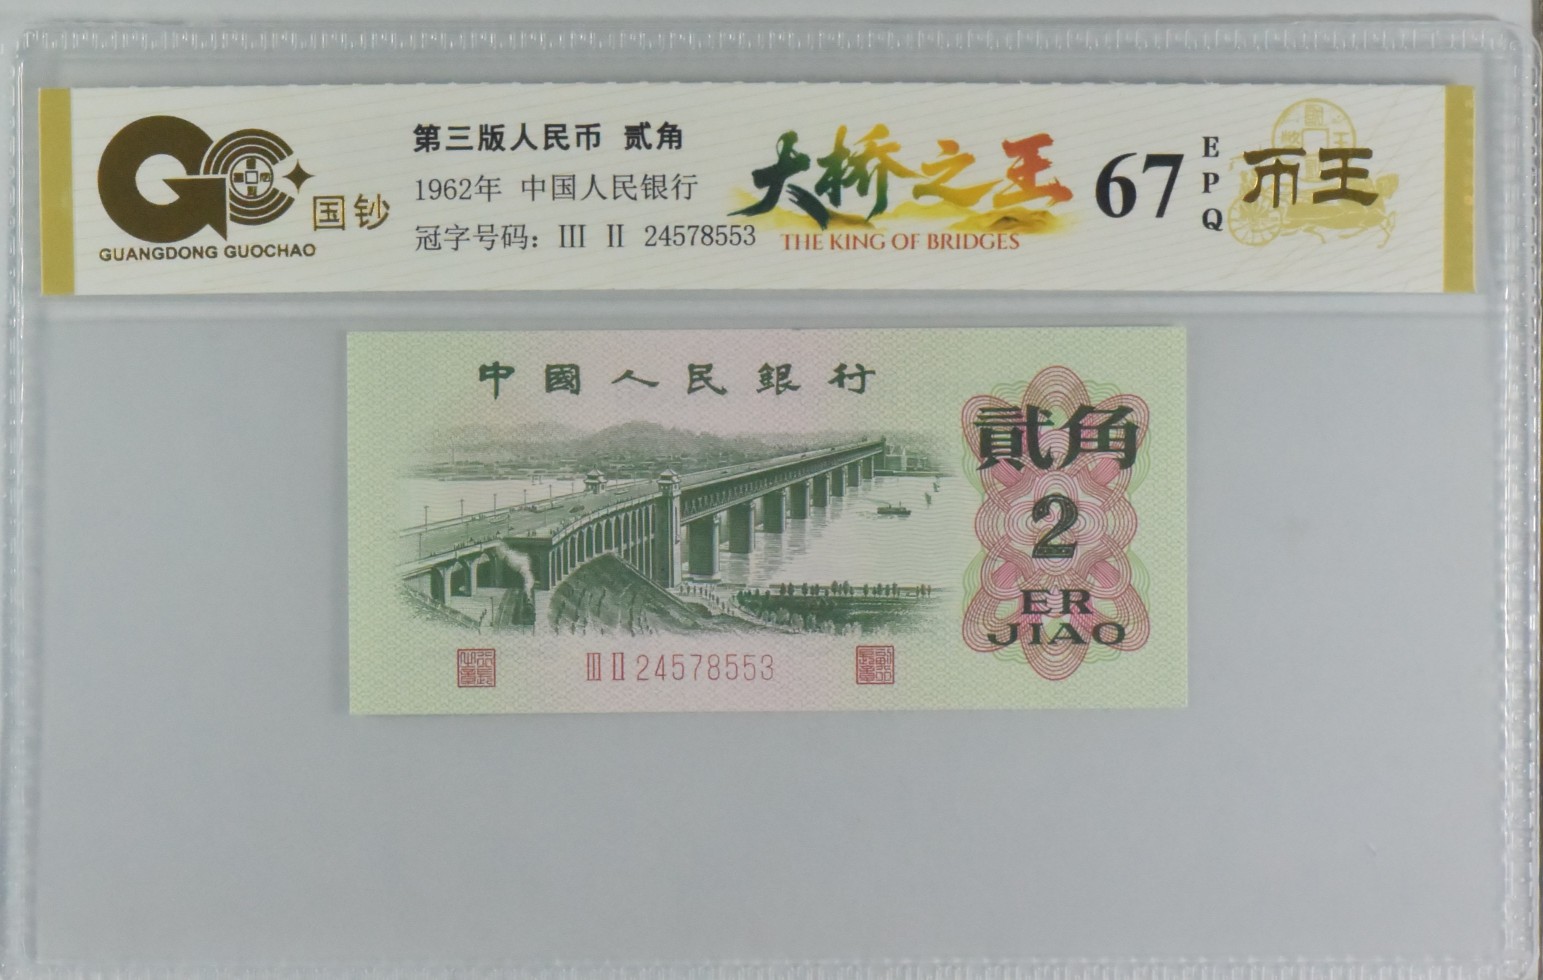 国钞
GUANGDONG GUOCHAO
第三版人民币 贰角
1962年 中国人民银行
冠字号码：III II 24578553
大桥之王
THE KING OF BRIDGES
67
EPQ
币王
中國人民銀行
貳角
2
ER
JIAO
III II 24578553